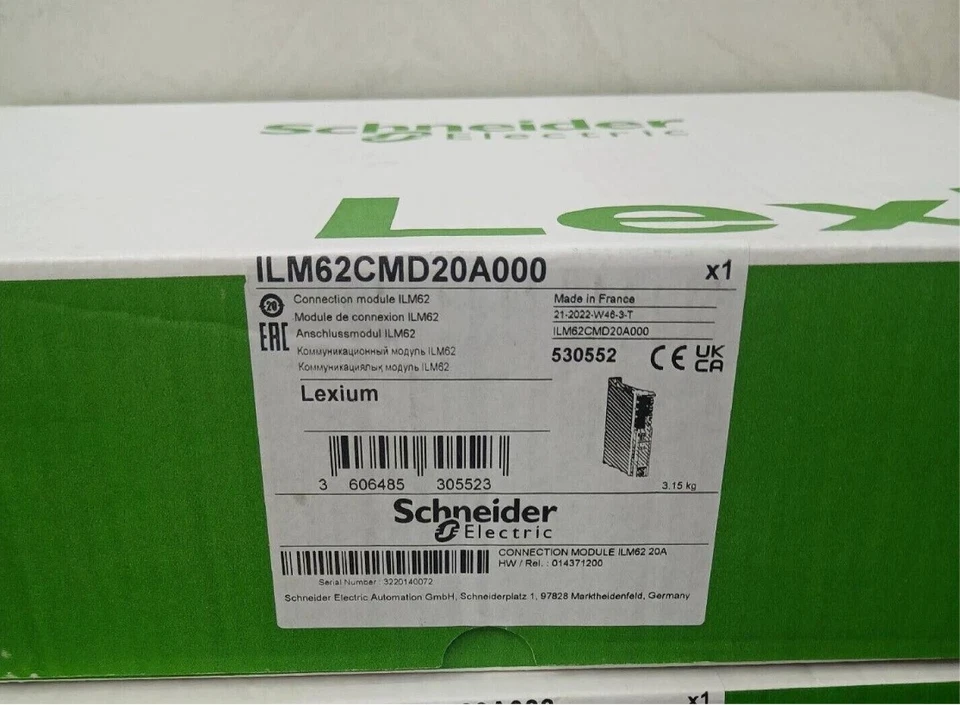 Schneider
Electric
Lex
ILM62CMD20A000 x1
20
EAC
Connection module ILM62
Module de connexion ILM62
Anschlussmodul ILM62
Коммуникационный модуль ILM62
Коммуникациялық модуль ILM62
Made in France
21-2022-W46-3-T
ILM62CMD20A000
530552 CE UK CA
Lexium
3 606485 305523
3.15 kg
Schneider
Electric
CONNECTION MODULE ILM62 20A
HW / Rel. : 014371200
Serial Number : 3220140072
Schneider Electric Automation GmbH, Schneiderplatz 1, 97828 Marktheidenfeld, Germany
x1